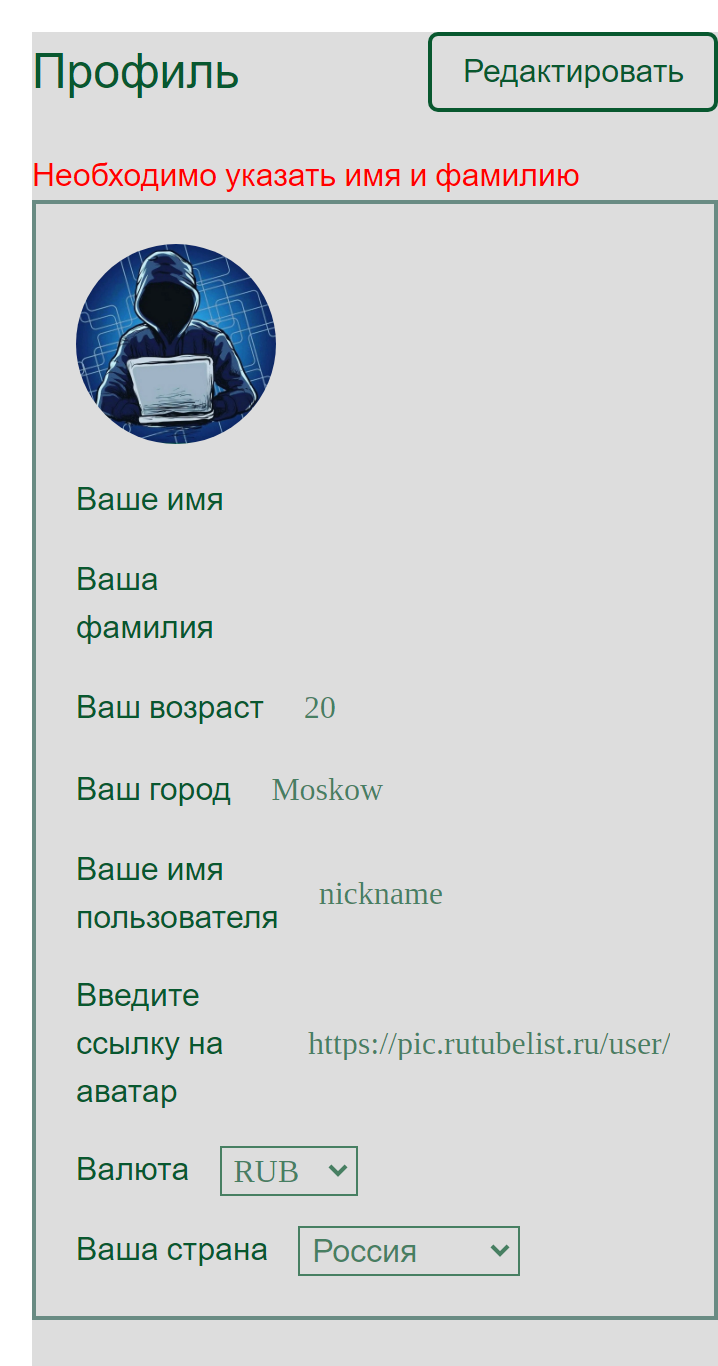 Профиль
Редактировать
Необходимо указать имя и фамилию
Ваше имя
Ваша
фамилия
Ваш возраст 20
Ваш город Moskow
Ваше имя
пользователя
nickname
Введите
ссылку на
аватар
https://pic.rutubelist.ru/user/
Валюта RUB
Ваша страна Россия